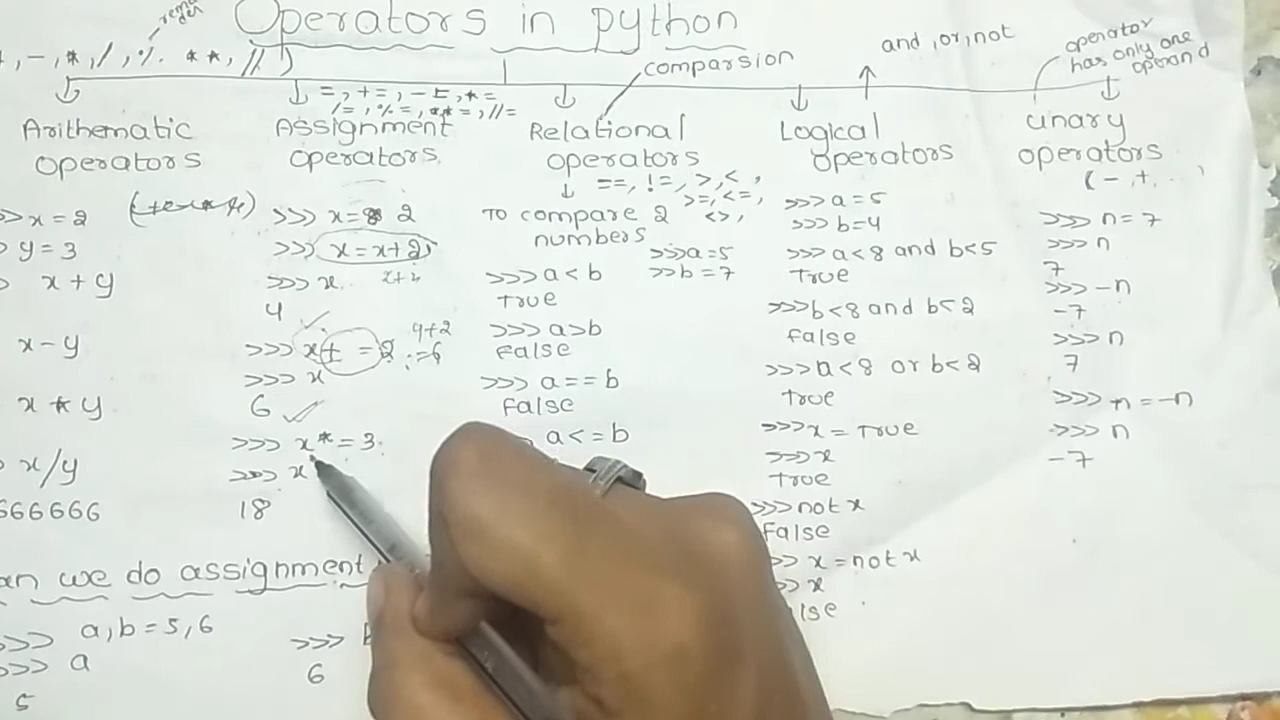 Operators in python
, -, *, /, %. **, //)
comparsion
and, or, not
operator
has only one
operand
=, +=, -=, *=
/=, %=, **=, //=
Arithematic
operators
>> x=2
> y=3
> x+y
x-y
x*y
> x/y
666666
Assignment
operators.
>>> x= 2
>>> x=x+2
>>> x.
4
>>> x+ =2
4+2
=6
>>> x
6
>>> x*=3.
>>> x
18
Relational
operators
==, !=, >, <,
>=, <=,
<>,
To compare 2
numbers
>>>a=5
>>b=7
>>>a<b
True
>>> a>b
False
>>> a==b
False
a<=b
Logical
operators
>>>a=5
>>>b=4
>>>a<8 and b<5
True
>>>b<8 and b<2
false
>>>a<8 or b<2
true
>>>x=True
>>>x
true
>>>not x
False
>>x=not x
>>x
lse
unary
operators
(-, +,
>>>n=7
>>>n
7
>>>-n
-7
>>>n
7
>>>n=-n
>>>n
-7
an we do assignment
>>> a,b=5,6
>>> a
5
>>>
6